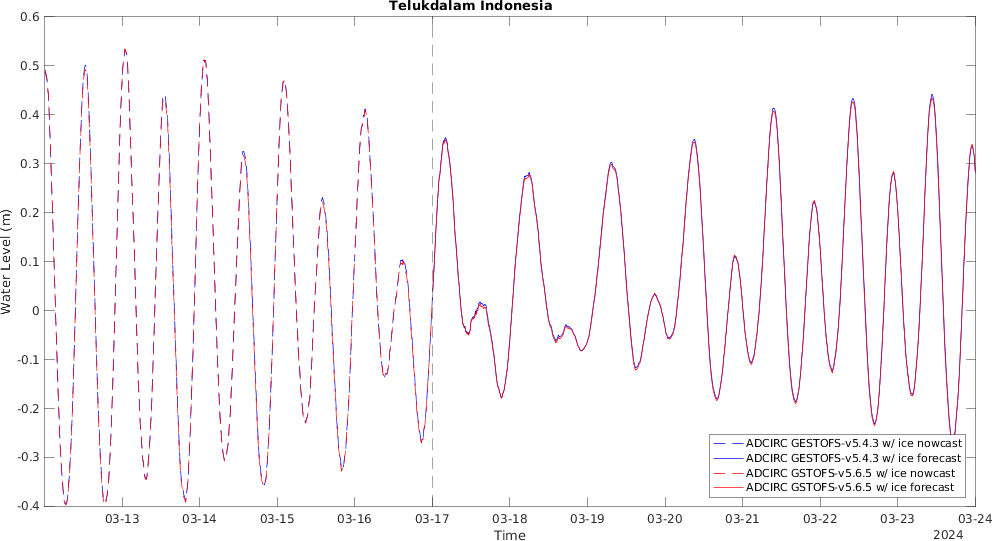 Telukdalam Indonesia
Water Level (m)
0.6
0.5
0.4
0.3
0.2
0.1
0
-0.1
-0.2
-0.3
-0.4
ADCIRC GESTOFS-v5.4.3 w/ ice nowcast
ADCIRC GESTOFS-v5.4.3 w/ ice forecast
ADCIRC GSTOFS-v5.6.5 w/ ice nowcast
ADCIRC GSTOFS-v5.6.5 w/ ice forecast
03-13 03-14 03-15 03-16 03-17 03-18 03-19 03-20 03-21 03-22 03-23 03-24
Time
2024